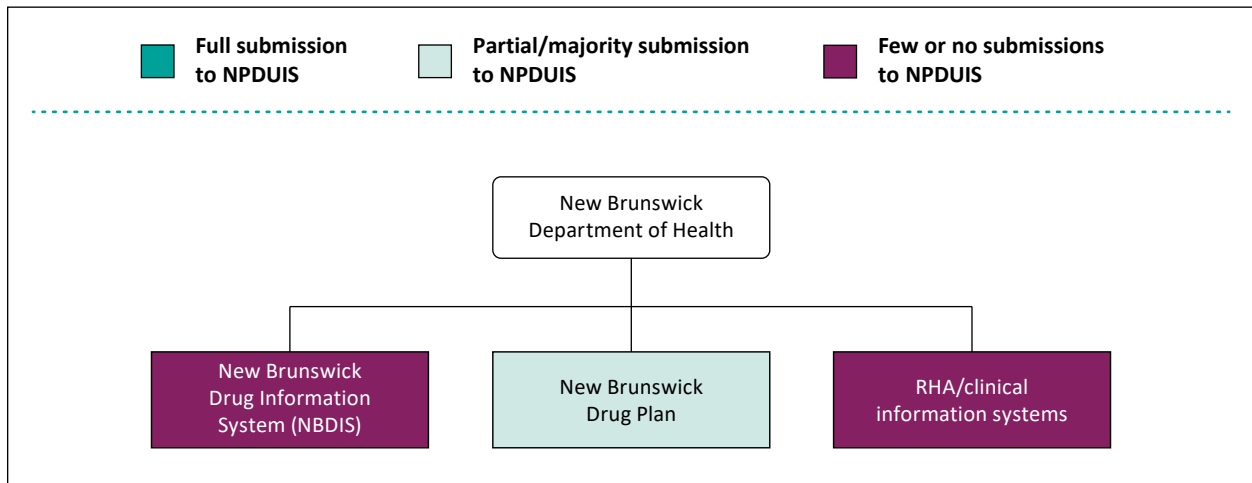 Full submission
to NPDUIS
Partial/majority submission
to NPDUIS
Few or no submissions
to NPDUIS
New Brunswick
Department of Health
New Brunswick
Drug Information
System (NBDIS)
New Brunswick
Drug Plan
RHA/clinical
information systems